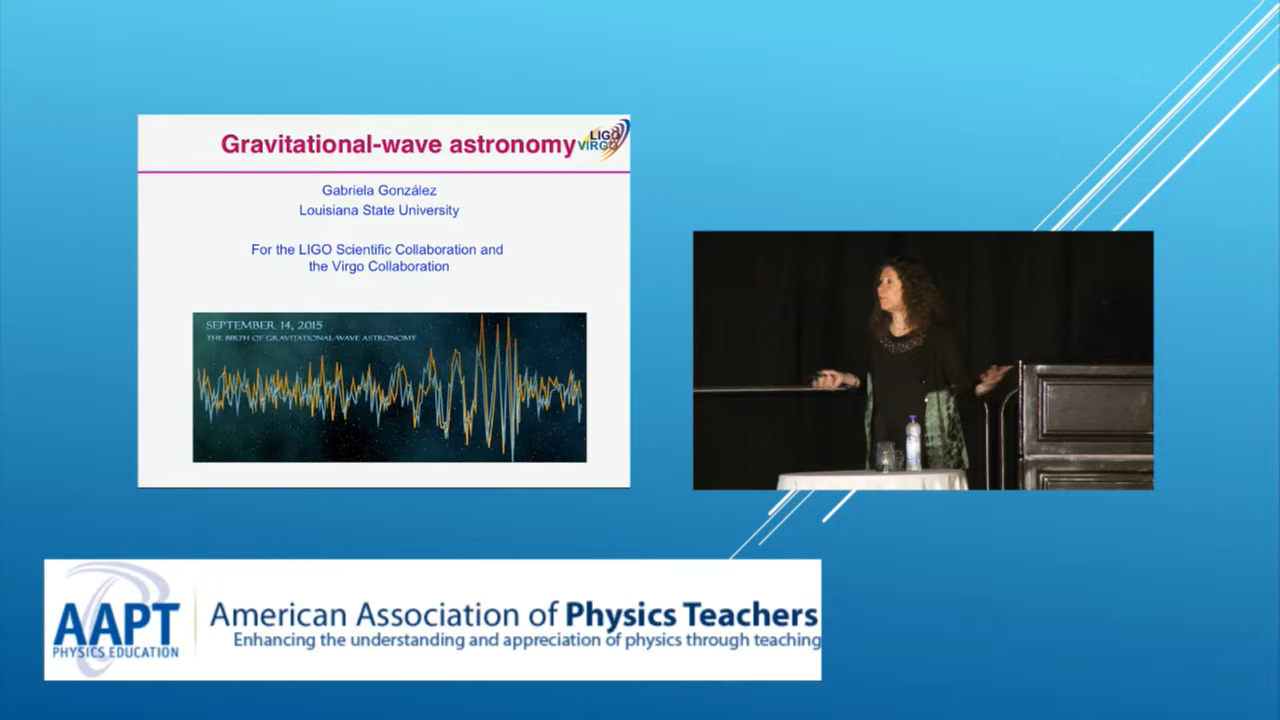 Gravitational-wave astronomy
LIGO
VIRGO
Gabriela González
Louisiana State University
For the LIGO Scientific Collaboration and
the Virgo Collaboration
SEPTEMBER 14, 2015
THE BIRTH OF GRAVITATIONAL-WAVE ASTRONOMY
AAPT
PHYSICS EDUCATION
American Association of Physics Teachers
Enhancing the understanding and appreciation of physics through teaching